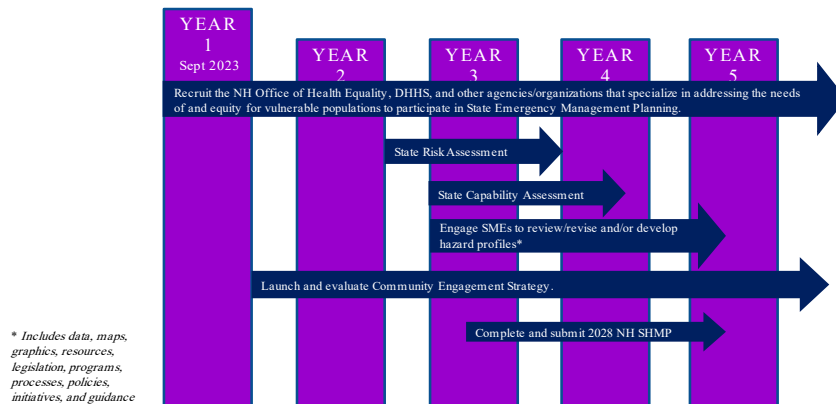 YEAR
1
Sept 2023
YEAR
2
YEAR
3
YEAR
4
YEAR
5
Recruit the NH Office of Health Equality, DHHS, and other agencies/organizations that specialize in addressing the needs
of and equity for vulnerable populations to participate in State Emergency Management Planning.
State Risk Assessment
State Capability Assessment
Engage SMEs to review/revise and/or develop
hazard profiles*
Launch and evaluate Community Engagement Strategy.
Complete and submit 2028 NH SHMP
* Includes data, maps,
graphics, resources,
legislation, programs,
processes, policies,
initiatives, and guidance